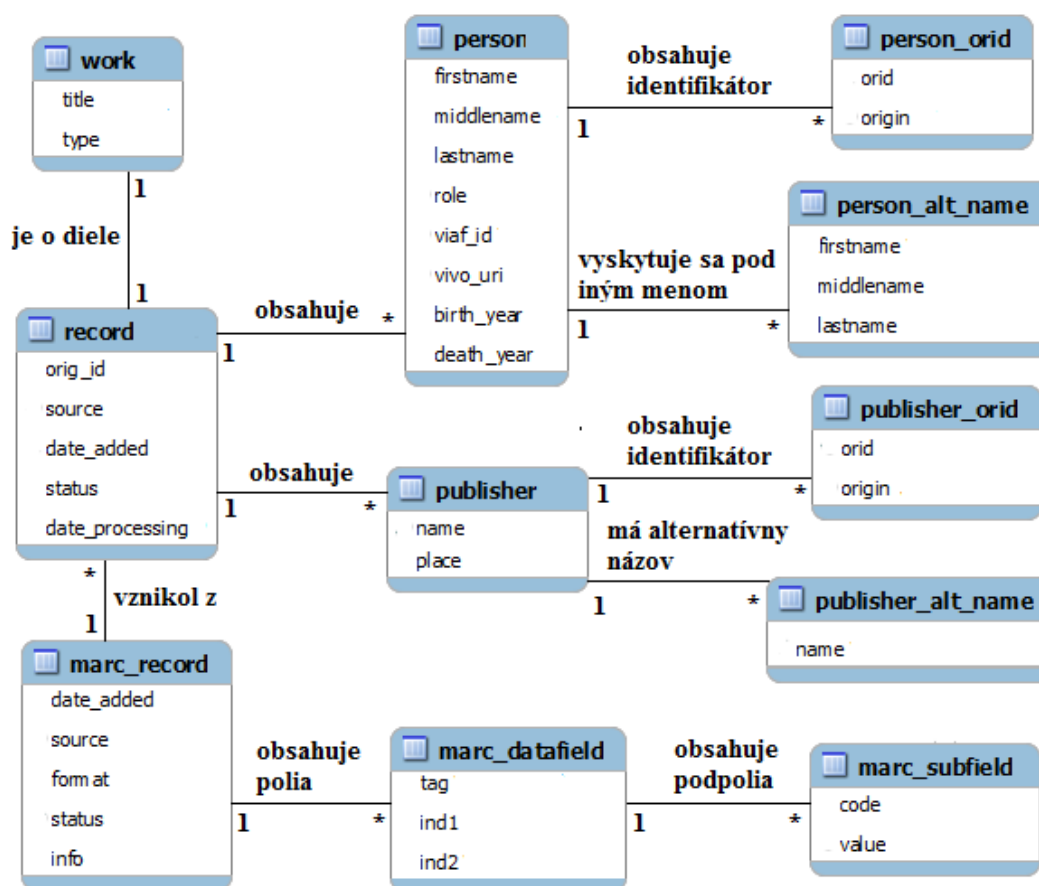 work
title
type
1
je o diele
1
record
orig_id
source
date_added
status
date_processing
person
firstname
middlename
lastname
role
viaf_id
vivo_uri
birth_year
death_year
obsahuje
1
*
obsahuje
identifikátor
1
*
person_orid
orid
origin
vyskytuje sa pod
iným menom
1
*
person_alt_name
firstname
middlename
lastname
obsahuje
1
*
publisher
name
place
obsahuje
identifikátor
1
*
publisher_orid
orid
origin
má alternatívny
názov
1
*
publisher_alt_name
name
*
vznikol z
1
marc_record
date_added
source
format
status
info
obsahuje
polia
1
*
marc_datafield
tag
ind1
ind2
obsahuje
podpolia
1
*
marc_subfield
code
value